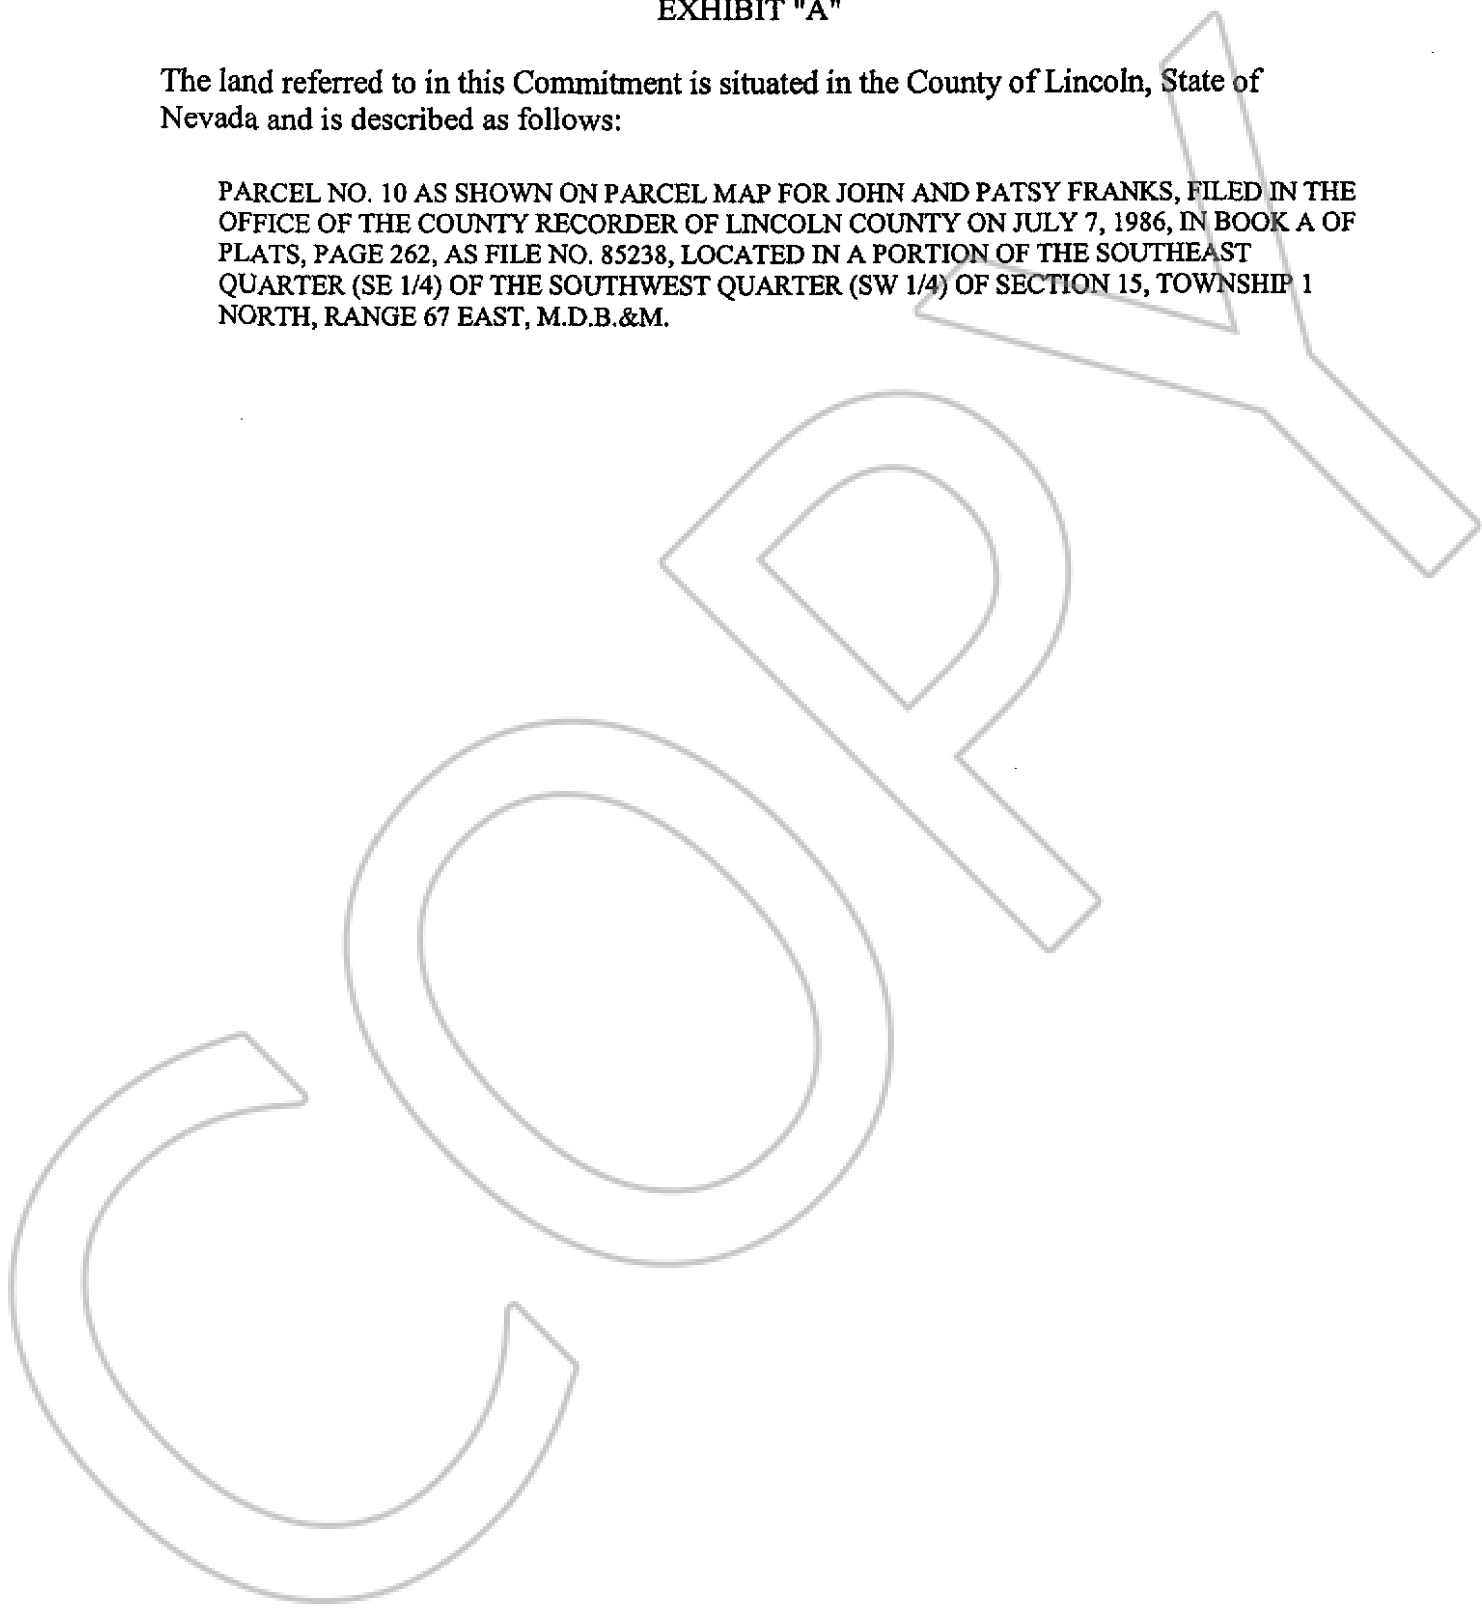 EXHIBIT "A"
The land referred to in this Commitment is situated in the County of Lincoln, State of
Nevada and is described as follows:
PARCEL NO. 10 AS SHOWN ON PARCEL MAP FOR JOHN AND PATSY FRANKS, FILED IN THE
OFFICE OF THE COUNTY RECORDER OF LINCOLN COUNTY ON JULY 7, 1986, IN BOOK A OF
PLATS, PAGE 262, AS FILE NO. 85238, LOCATED IN A PORTION OF THE SOUTHEAST
QUARTER (SE 1/4) OF THE SOUTHWEST QUARTER (SW 1/4) OF SECTION 15, TOWNSHIP 1
NORTH, RANGE 67 EAST, M.D.B.&M.
COPY